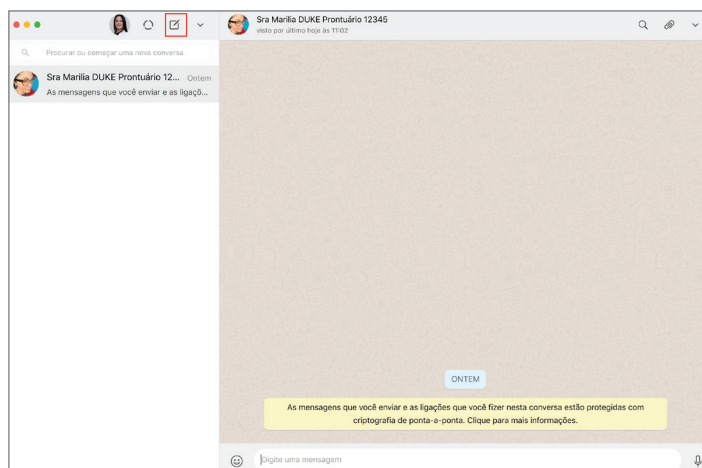 Sra Marilia DUKE Prontuário 12345
visto por último hoje às 11:02
Procurar ou começar uma nova conversa
Sra Marilia DUKE Prontuário 12... Ontem
As mensagens que você enviar e as ligaçõ...
ONTEM
As mensagens que você enviar e as ligações que você fizer nesta conversa estão protegidas com
criptografia de ponta-a-ponta. Clique para mais informações.
Digite uma mensagem